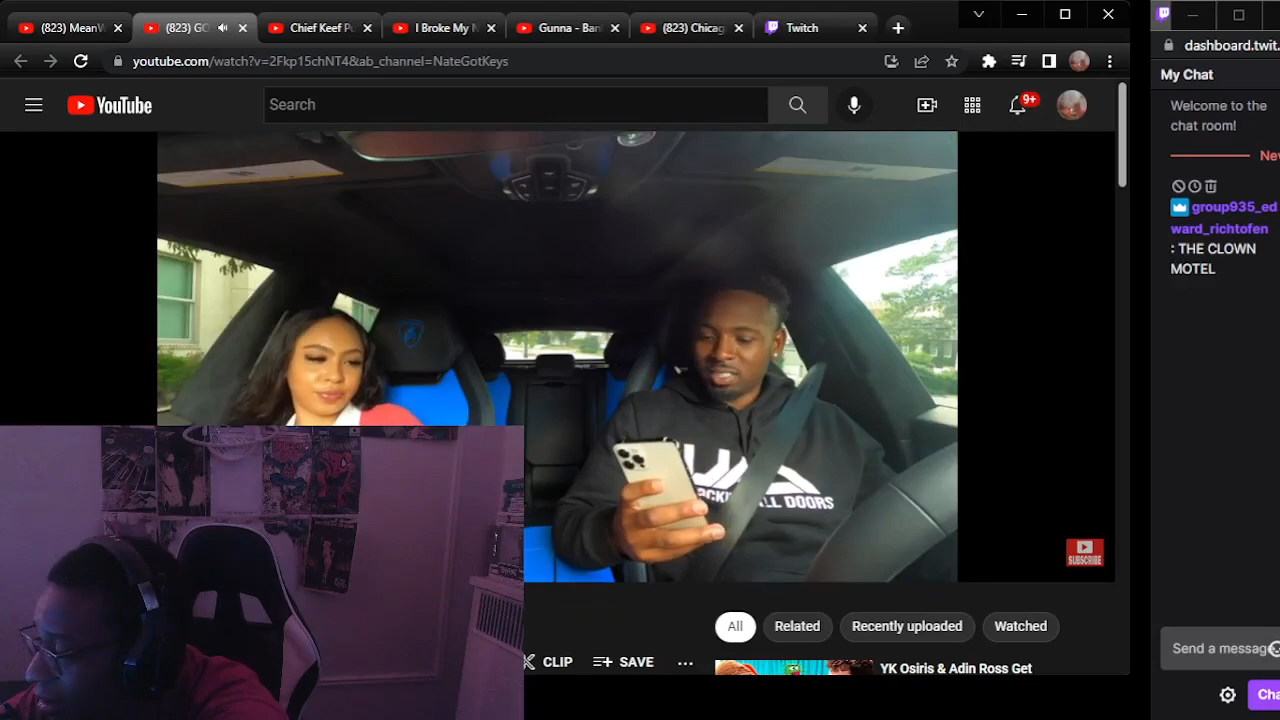 (823) MeanW
(823) GO
Chief Keef P
I Broke My M
Gunna - Ban
(823) Chicag
Twitch
youtube.com/watch?v=2Fkp15chNT4&ab_channel=NateGotKeys
dashboard.twit
YouTube
Search
9+
My Chat
Welcome to the
chat room!
Nev
group935_ed
ward_richtofen
: THE CLOWN
MOTEL
ALL DOORS
SUBSCRIBE
All
Related
Recently uploaded
Watched
CLIP
SAVE
YK Osiris & Adin Ross Get
Send a message
Cha